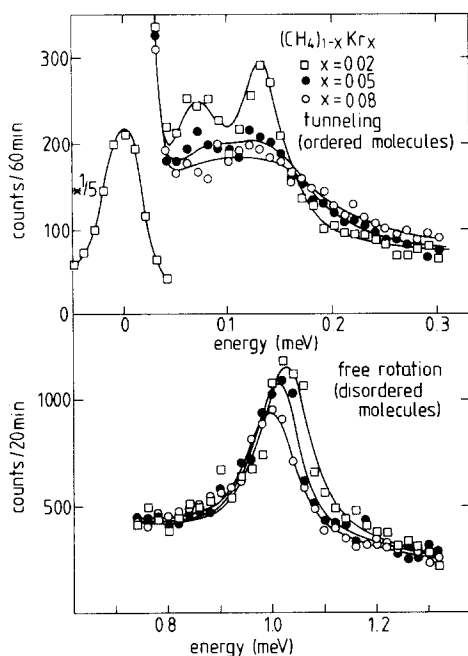 (CH4)1-x Krx
□ x=0.02
● x=0.05
○ x=0.08
tunneling
(ordered molecules)
counts/60min
300
200
100
0
×1/5
0
0.1
0.2
0.3
energy (meV)
free rotation
(disordered
molecules)
counts/20min
1000
500
0.8
1.0
1.2
energy (meV)